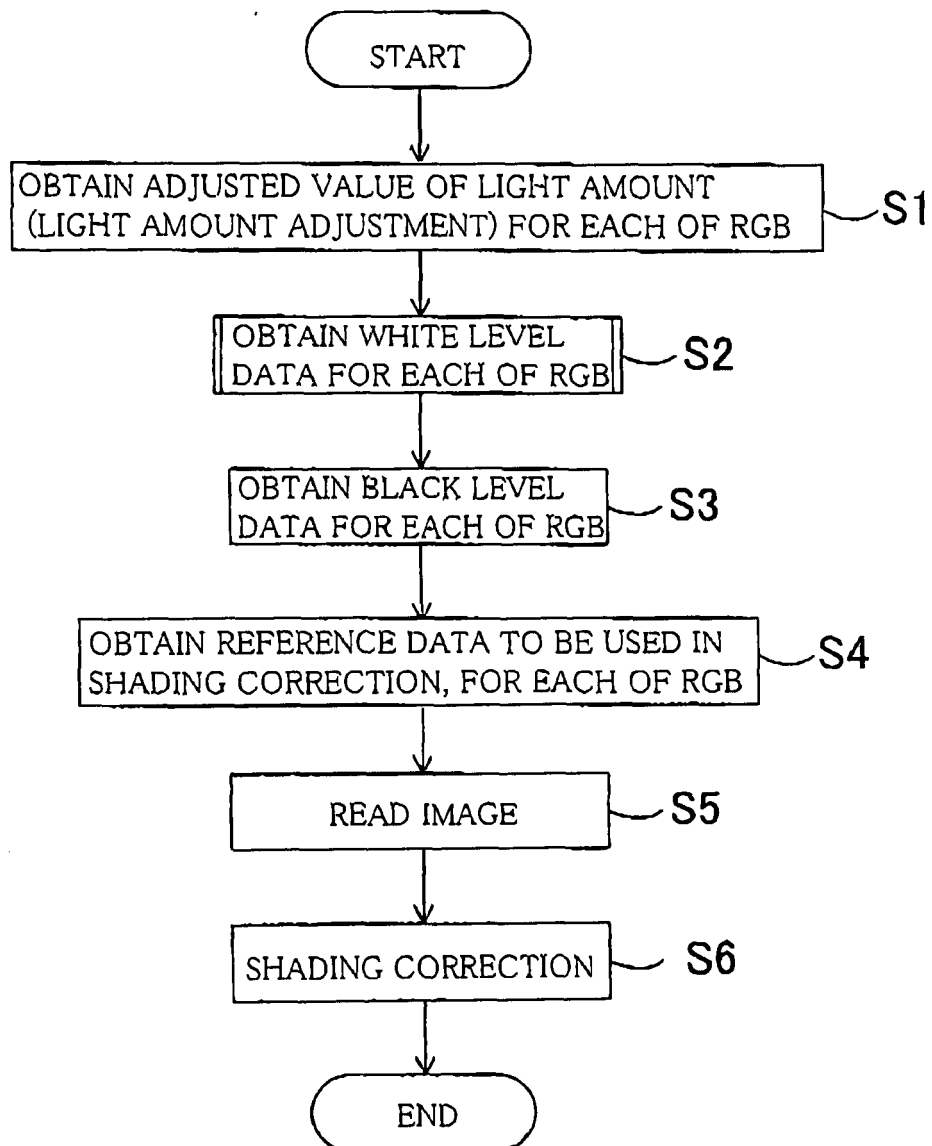 START
OBTAIN ADJUSTED VALUE OF LIGHT AMOUNT
(LIGHT AMOUNT ADJUSTMENT) FOR EACH OF RGB
S1
OBTAIN WHITE LEVEL
DATA FOR EACH OF RGB
S2
OBTAIN BLACK LEVEL
DATA FOR EACH OF RGB
S3
OBTAIN REFERENCE DATA TO BE USED IN
SHADING CORRECTION, FOR EACH OF RGB
S4
READ IMAGE
S5
SHADING CORRECTION
S6
END